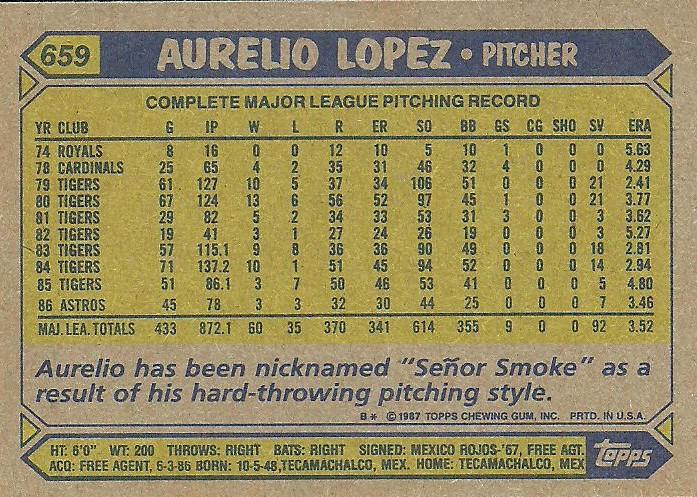 659 AURELIO LOPEZ • PITCHER
COMPLETE MAJOR LEAGUE PITCHING RECORD
YR CLUB G IP W L R ER SO BB GS CG SHO SV ERA
74 ROYALS 8 16 0 0 12 10 5 10 1 0 0 0 5.63
78 CARDINALS 25 65 4 2 35 31 46 32 4 0 0 0 4.29
79 TIGERS 61 127 10 5 37 34 106 51 0 0 0 21 2.41
80 TIGERS 67 124 13 6 56 52 97 45 1 0 0 21 3.77
81 TIGERS 29 82 5 2 34 33 53 31 3 0 0 3 3.62
82 TIGERS 19 41 3 1 27 24 26 19 0 0 0 3 5.27
83 TIGERS 57 115.1 9 8 36 36 90 49 0 0 0 18 2.81
84 TIGERS 71 137.2 10 1 51 45 94 52 0 0 0 14 2.94
85 TIGERS 51 86.1 3 7 50 46 53 41 0 0 0 5 4.80
86 ASTROS 45 78 3 3 32 30 44 25 0 0 0 7 3.46
MAJ. LEA. TOTALS 433 872.1 60 35 370 341 614 355 9 0 0 92 3.52
Aurelio has been nicknamed "Señor Smoke" as a
result of his hard-throwing pitching style.
B* ©1987 TOPPS CHEWING GUM, INC. PRTD. IN U.S.A.
HT: 6'0" WT: 200 THROWS: RIGHT BATS: RIGHT SIGNED: MEXICO ROJOS-'67, FREE AGT.
ACQ: FREE AGENT, 6-3-86 BORN: 10-5-48, TECAMACHALCO, MEX. HOME: TECAMACHALCO, MEX
Topps